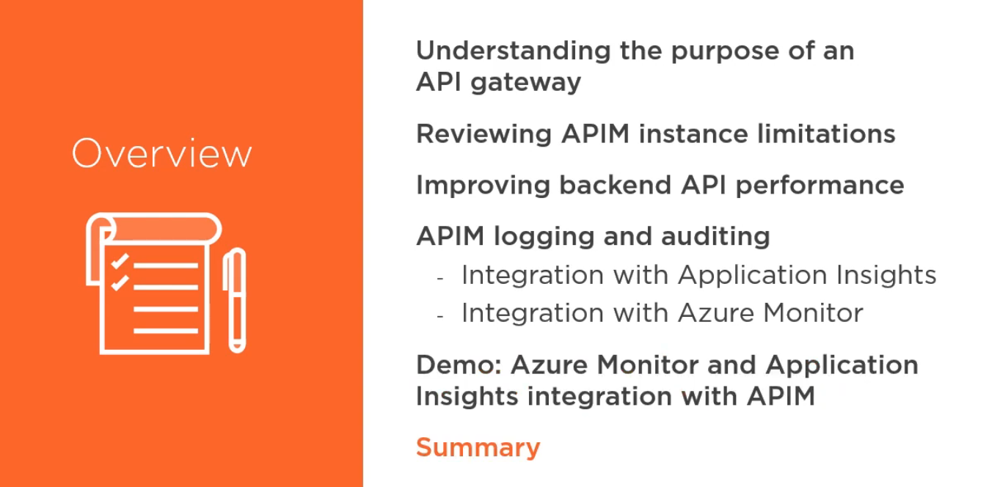 Overview
Understanding the purpose of an
API gateway
Reviewing APIM instance limitations
Improving backend API performance
APIM logging and auditing
- Integration with Application Insights
- Integration with Azure Monitor
Demo: Azure Monitor and Application
Insights integration with APIM
Summary